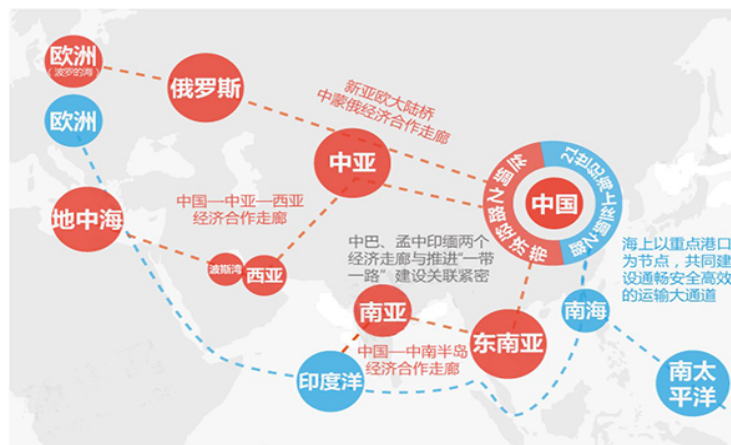 欧洲
（波罗的海）
俄罗斯
欧洲
新亚欧大陆桥
中蒙俄经济合作走廊
中亚
丝绸之路经济带
21世纪海上丝绸之路
中国
地中海
中国—中亚—西亚
经济合作走廊
波斯湾
西亚
中巴、孟中印缅两个
经济走廊与推进“一带
一路”建设关联紧密
海上以重点港口
为节点，共同建
设通畅安全高效
的运输大通道
南亚
南海
东南亚
中国—中南半岛
经济合作走廊
印度洋
南太
平洋